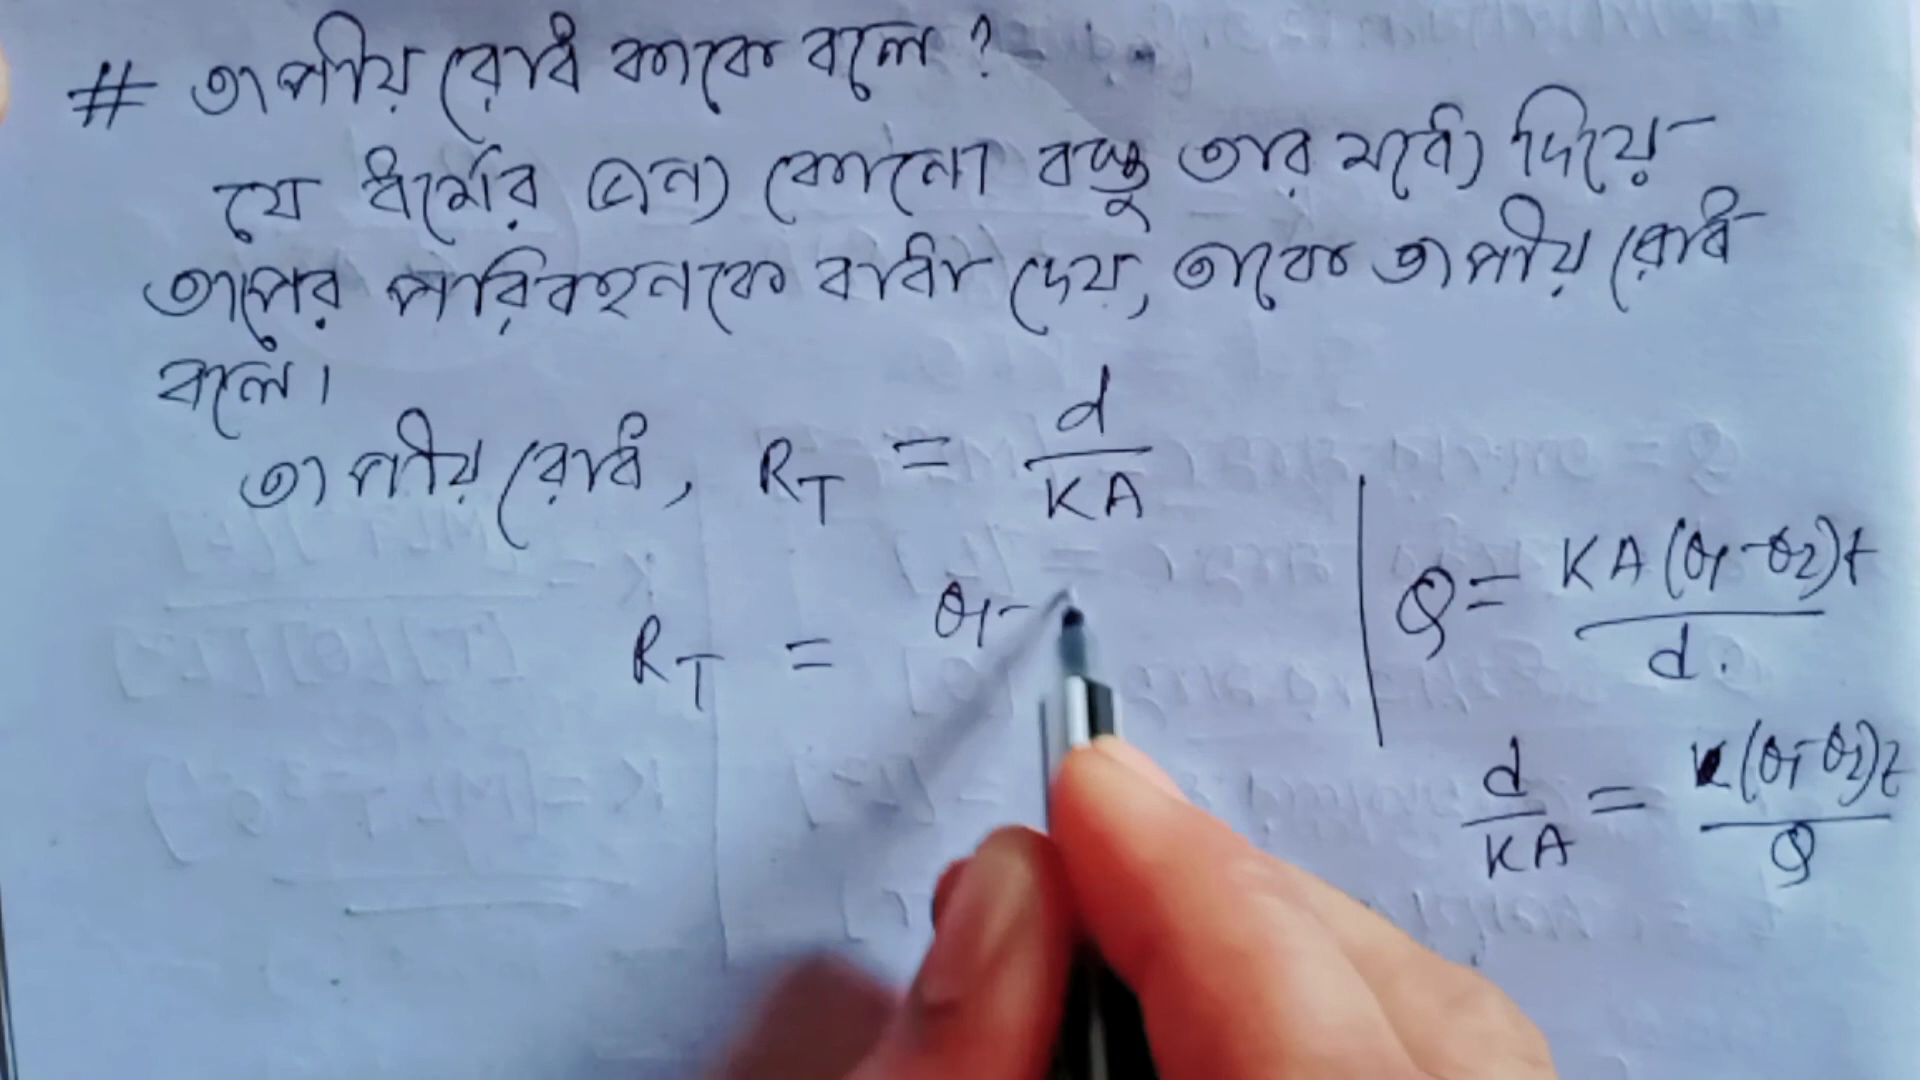 # তাপীয় রোধ কাকে বলে ?
যে ধর্মের জন্য কোনো বস্তু তার মধ্যে দিয়ে
তাপের পরিবহনকে বাধা দেয়, তাকে তাপীয় রোধ
বলে।
তাপীয় রোধ, R_T = d / KA
R_T = θ₁ -
Q = KA(θ₁-θ₂)t / d.
d / KA = (θ₁-θ₂)t / Q